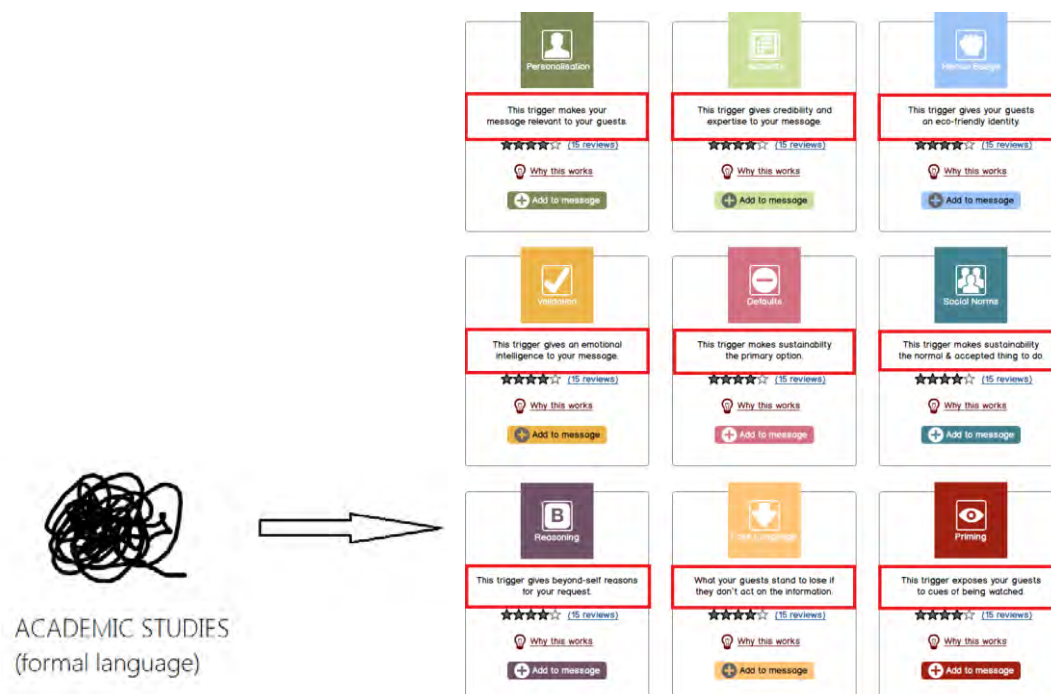 Personalisation
This trigger makes your
message relevant to your guests.
(15 reviews)
Why this works
Add to message
Authority
This trigger gives credibility and
expertise to your message.
(15 reviews)
Why this works
Add to message
Badge
This trigger gives your guests
an eco-friendly identity.
(15 reviews)
Why this works
Add to message
Validation
This trigger gives an emotional
intelligence to your message.
(15 reviews)
Why this works
Add to message
Defaults
This trigger makes sustainability
the primary option.
(15 reviews)
Why this works
Add to message
Social Norms
This trigger makes sustainability
the normal & accepted thing to do.
(15 reviews)
Why this works
Add to message
B
Reasoning
This trigger gives beyond-self reasons
for your request.
(15 reviews)
Why this works
Add to message
Loss Language
What your guests stand to lose if
they don't act on the information.
(15 reviews)
Why this works
Add to message
Priming
This trigger exposes your guests
to cues of being watched.
(15 reviews)
Why this works
Add to message
ACADEMIC STUDIES
(formal language)